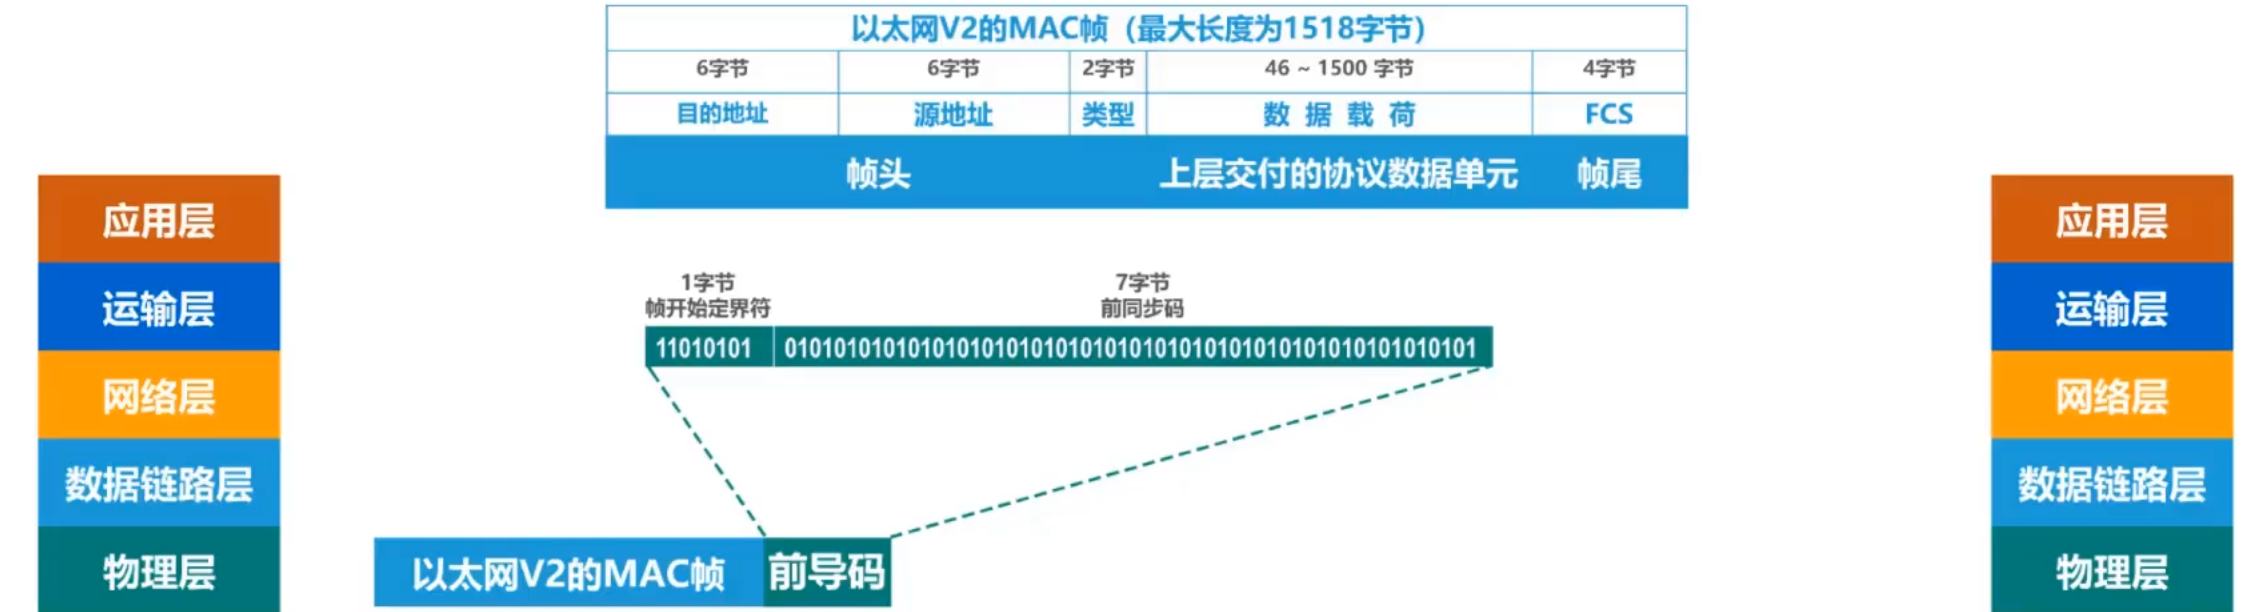 以太网V2的MAC帧（最大长度为1518字节）
6字节 6字节 2字节 46 ~ 1500 字节 4字节
目的地址 源地址 类型 数 据 载 荷 FCS
帧头 上层交付的协议数据单元 帧尾
应用层
运输层
网络层
数据链路层
物理层
1字节
帧开始定界符
7字节
前同步码
11010101 01010101010101010101010101010101010101010101010101010101
以太网V2的MAC帧 前导码
应用层
运输层
网络层
数据链路层
物理层